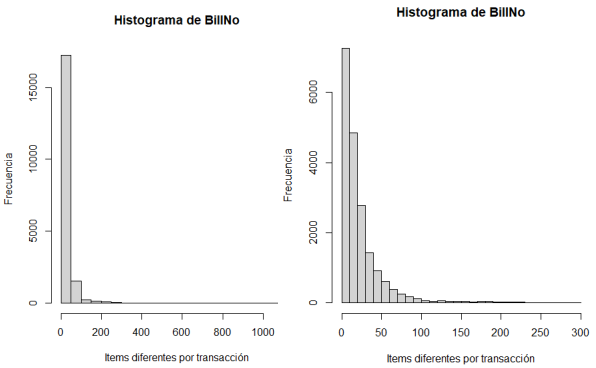 Histograma de BillNo
Frecuencia
15000
10000
5000
0
0 200 400 600 800 1000
Items diferentes por transacción
Histograma de BillNo
Frecuencia
6000
4000
2000
0
0 50 100 150 200 250 300
Items diferentes por transacción